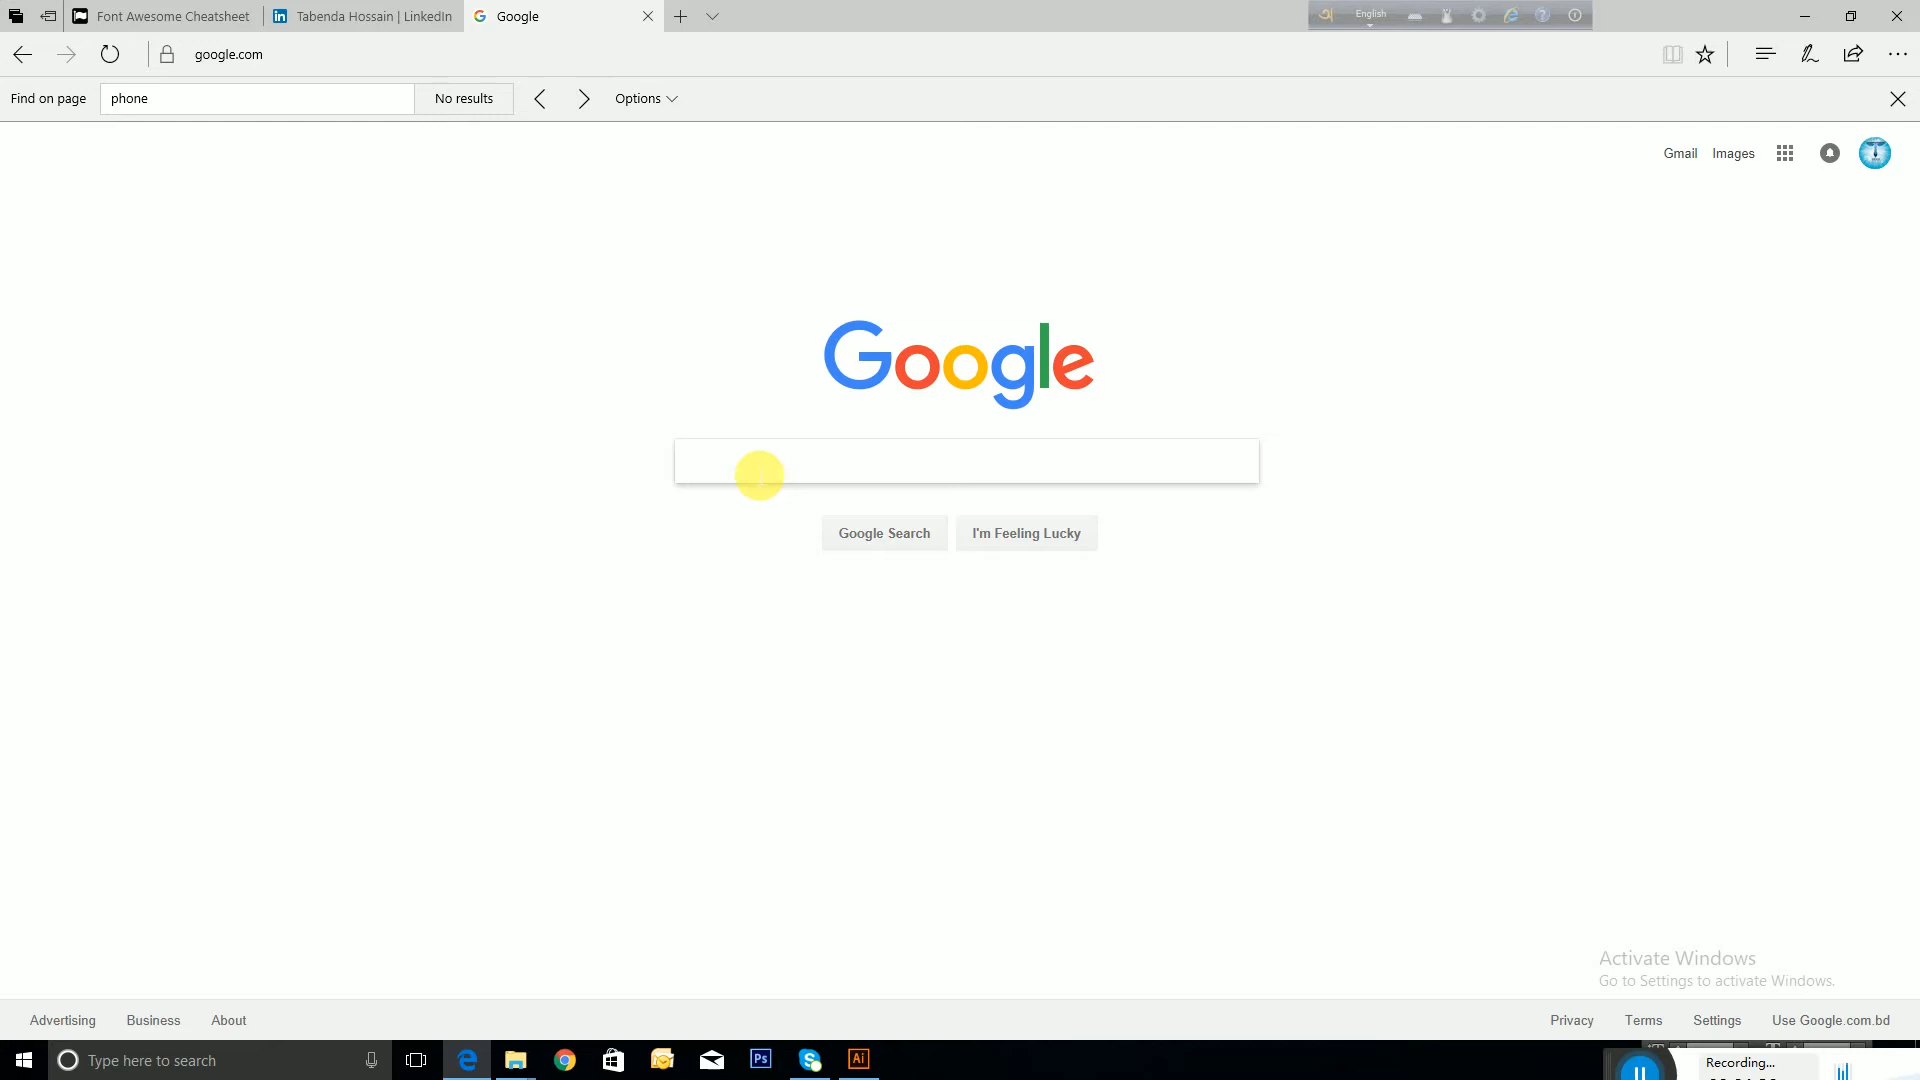 Font Awesome Cheatsheet
Tabenda Hossain | LinkedIn
Google
English
google.com
Find on page
phone
No results
Options
Gmail
Images
Google
Google Search
I'm Feeling Lucky
Activate Windows
Go to Settings to activate Windows.
Advertising
Business
About
Privacy
Terms
Settings
Use Google.com.bd
Type here to search
Ps
Ai
Recording...